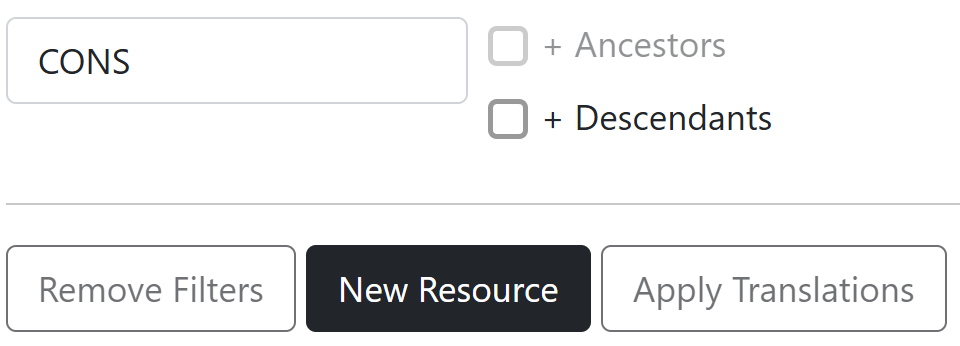 CONS
+ Ancestors
+ Descendants
Remove Filters
New Resource
Apply Translations